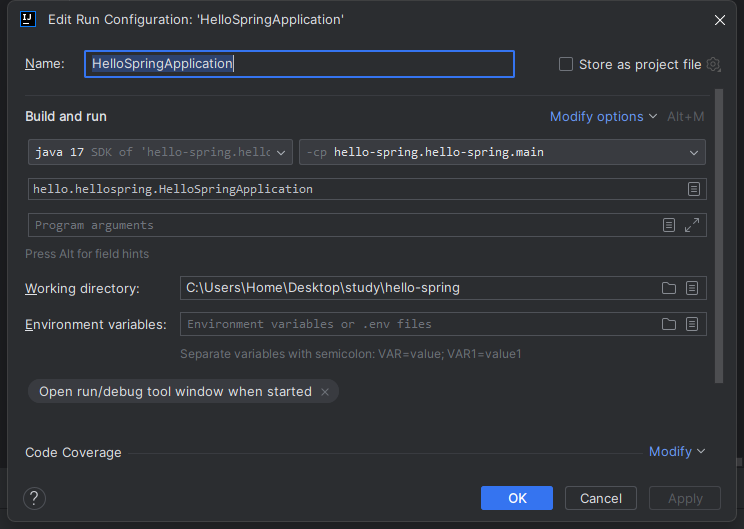 IJ Edit Run Configuration: 'HelloSpringApplication'
Name: HelloSpringApplication Store as project file
Build and run Modify options Alt+M
java 17 SDK of 'hello-spring.hello -cp hello-spring.hello-spring.main
hello.hellospring.HelloSpringApplication
Program arguments
Press Alt for field hints
Working directory: C:\Users\Home\Desktop\study\hello-spring
Environment variables: Environment variables or .env files
Separate variables with semicolon: VAR=value; VAR1=value1
Open run/debug tool window when started
Code Coverage Modify
? OK Cancel Apply